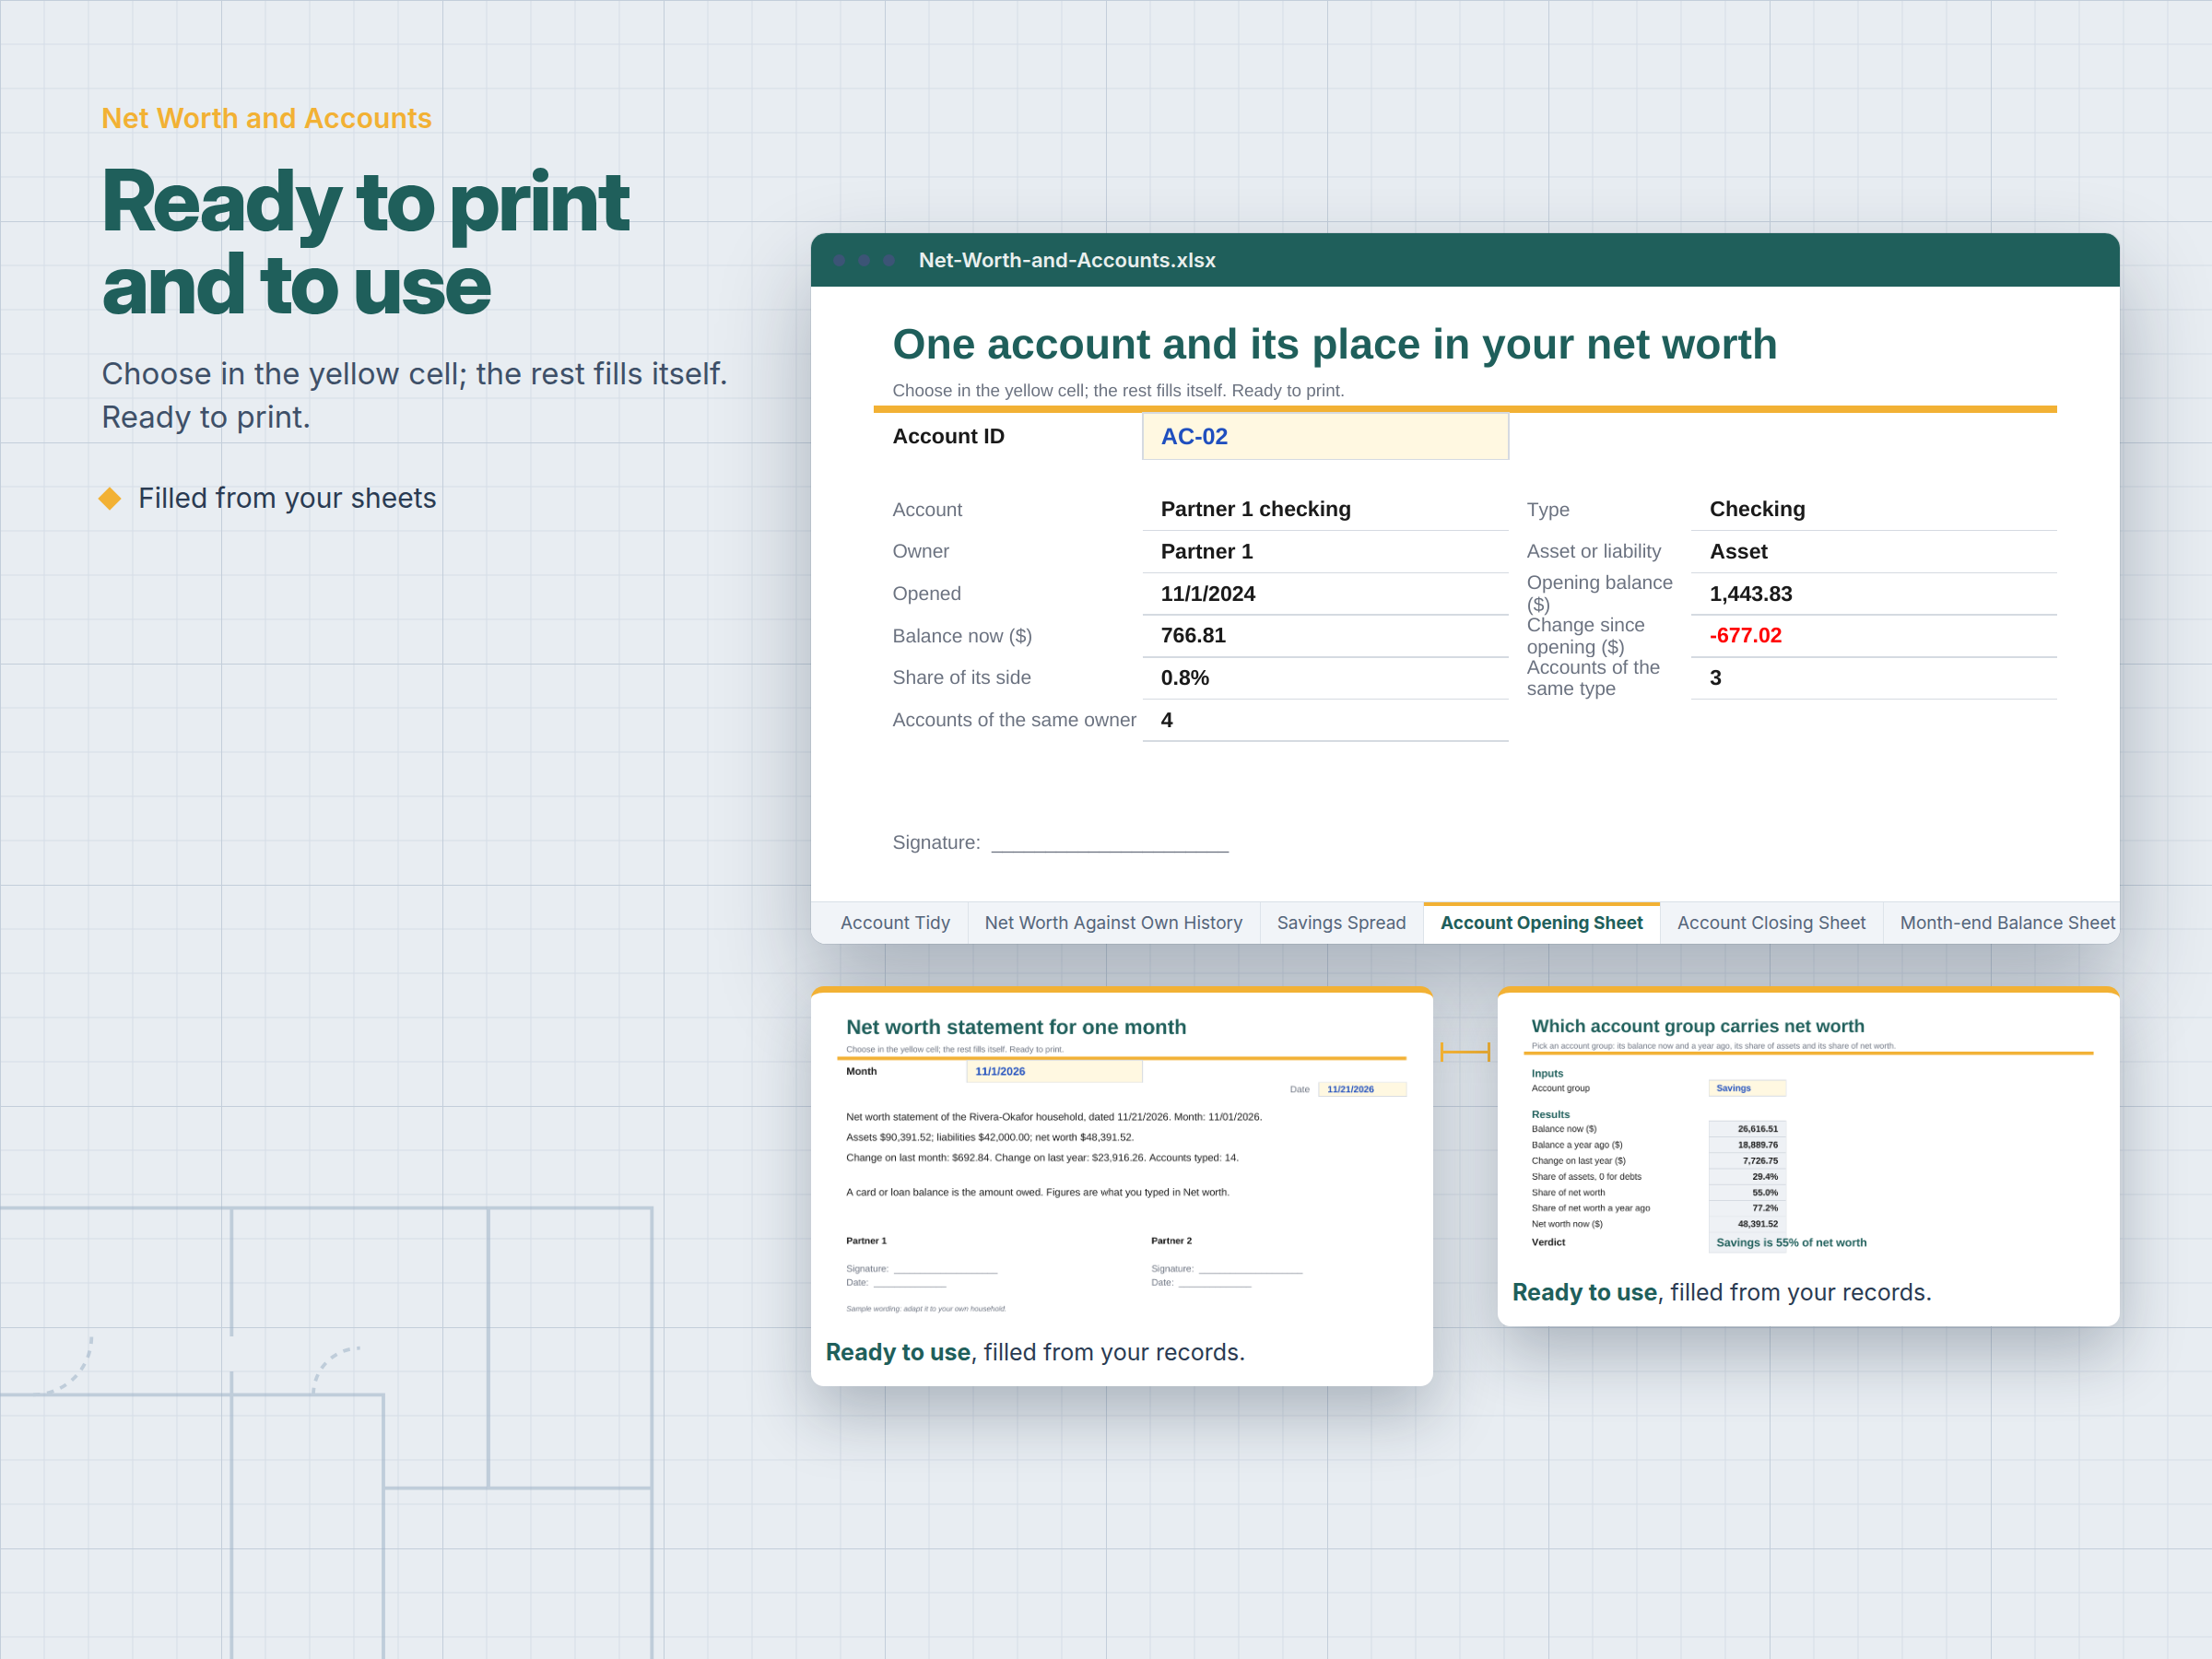 Net Worth and Accounts
Ready to print
and to use
Choose in the yellow cell; the rest fills itself.
Ready to print.
Filled from your sheets
Net-Worth-and-Accounts.xlsx
One account and its place in your net worth
Choose in the yellow cell; the rest fills itself. Ready to print.
Account ID AC-02
Account Partner 1 checking Type Checking
Owner Partner 1 Asset or liability Asset
Opened 11/1/2024 Opening balance ($) 1,443.83
Balance now ($) 766.81 Change since opening ($) -677.02
Share of its side 0.8% Accounts of the same type 3
Accounts of the same owner 4
Signature: ______________________
Account Tidy Net Worth Against Own History Savings Spread Account Opening Sheet Account Closing Sheet Month-end Balance Sheet
Net worth statement for one month
Choose in the yellow cell; the rest fills itself. Ready to print.
Month 11/1/2026
Date 11/21/2026
Net worth statement of the Rivera-Okafor household, dated 11/21/2026. Month: 11/01/2026.
Assets $90,391.52; liabilities $42,000.00; net worth $48,391.52.
Change on last month: $692.84. Change on last year: $23,916.26. Accounts typed: 14.
A card or loan balance is the amount owed. Figures are what you typed in Net worth.
Partner 1 Partner 2
Signature: ____________________ Signature: ____________________
Date: ______________ Date: ______________
Sample wording: adapt it to your own household.
Ready to use, filled from your records.
Which account group carries net worth
Pick an account group: its balance now and a year ago, its share of assets and its share of net worth.
Inputs
Account group Savings
Results
Balance now ($) 26,616.51
Balance a year ago ($) 18,889.76
Change on last year ($) 7,726.75
Share of assets, 0 for debts 29.4%
Share of net worth 55.0%
Share of net worth a year ago 77.2%
Net worth now ($) 48,391.52
Verdict Savings is 55% of net worth
Ready to use, filled from your records.